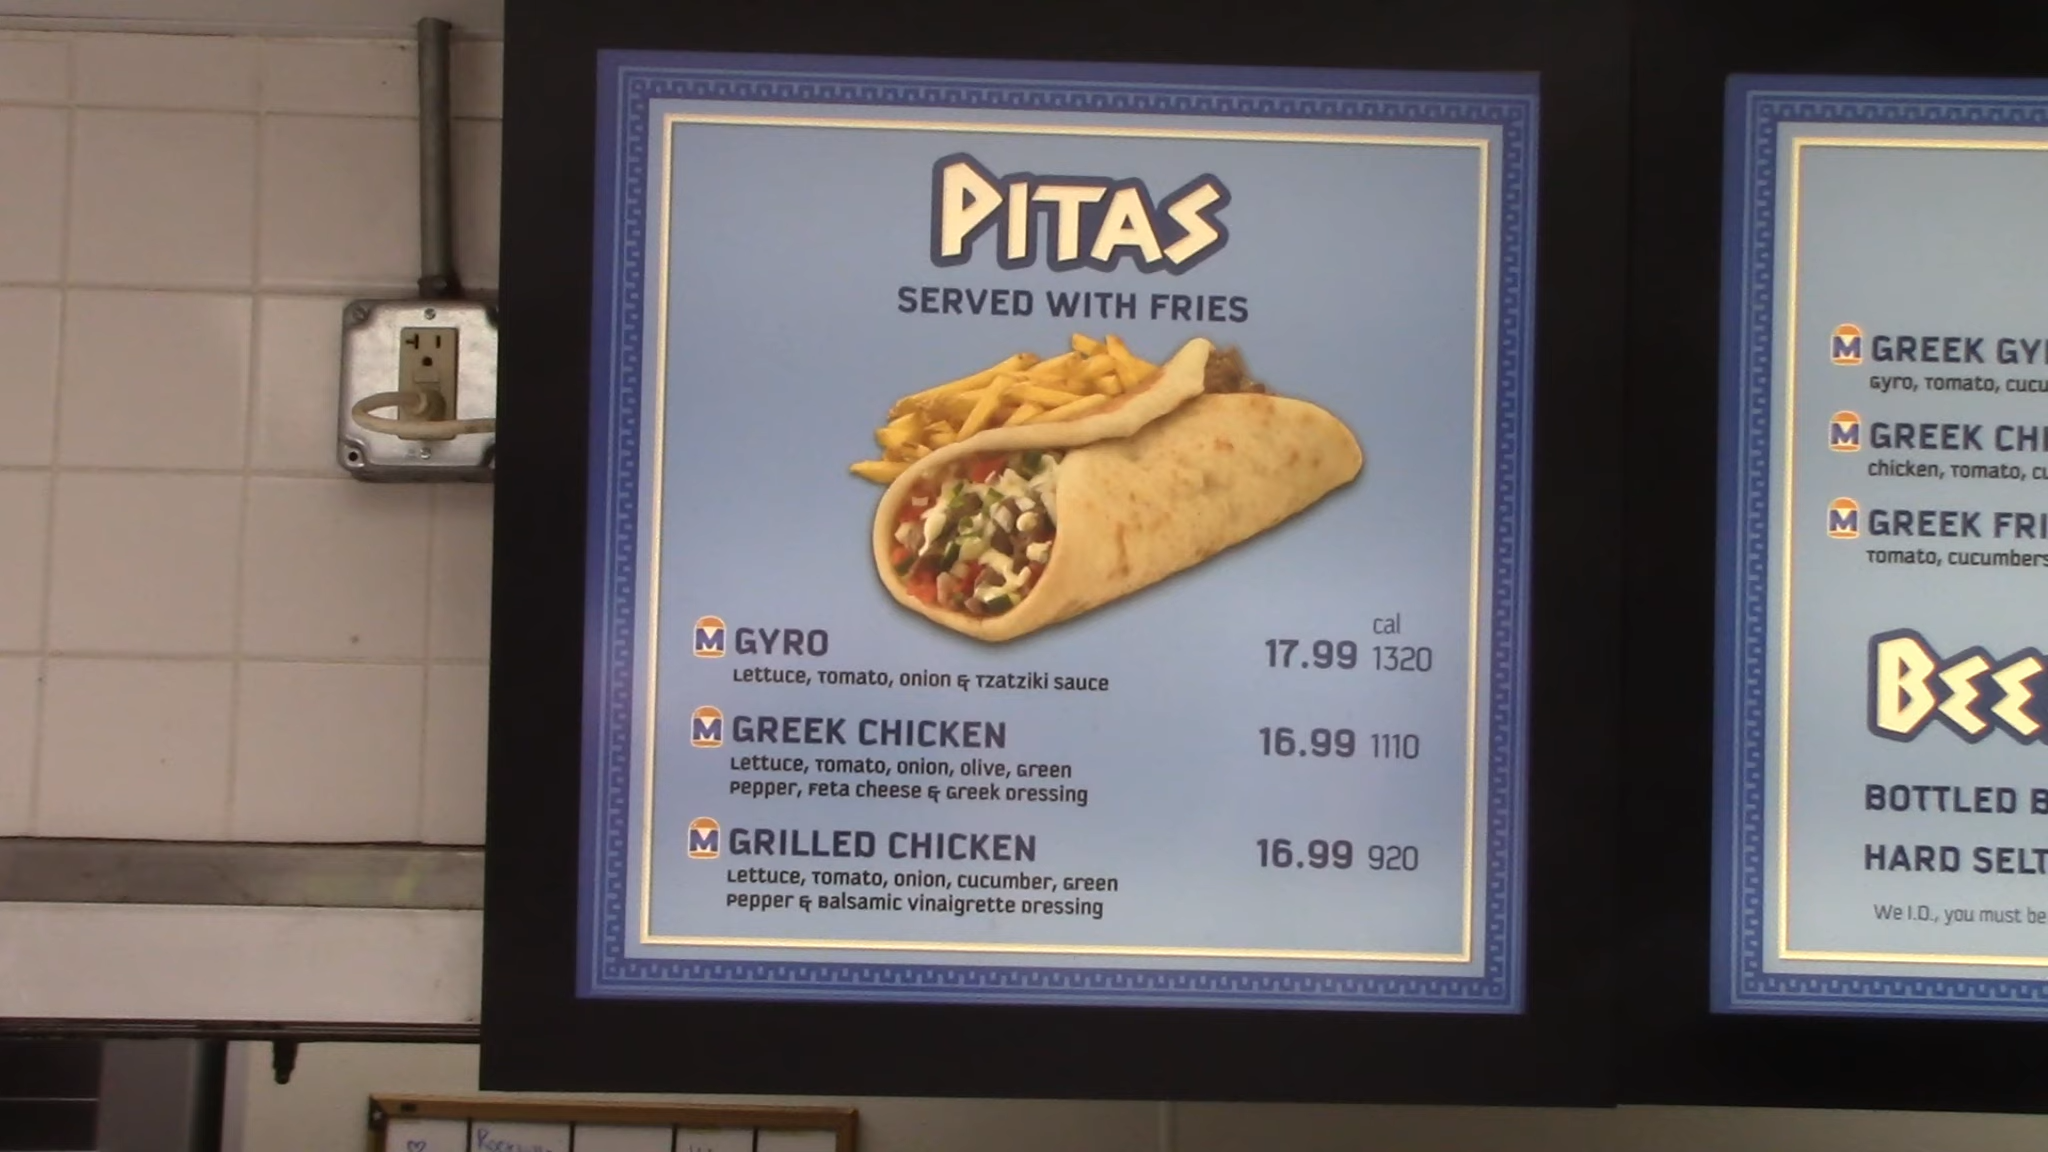 PITAS
SERVED WITH FRIES
cal
M GYRO 17.99 1320
Lettuce, Tomato, onion & Tzatziki sauce
M GREEK CHICKEN 16.99 1110
Lettuce, Tomato, onion, olive, Green
Pepper, Feta cheese & Greek Dressing
M GRILLED CHICKEN 16.99 920
Lettuce, Tomato, onion, cucumber, Green
Pepper & Balsamic vinaigrette Dressing
M GREEK GY
Gyro, Tomato, cucu
M GREEK CH
chicken, Tomato, cu
M GREEK FRI
Tomato, cucumbers
BEE
BOTTLED B
HARD SELT
We I.D., you must be